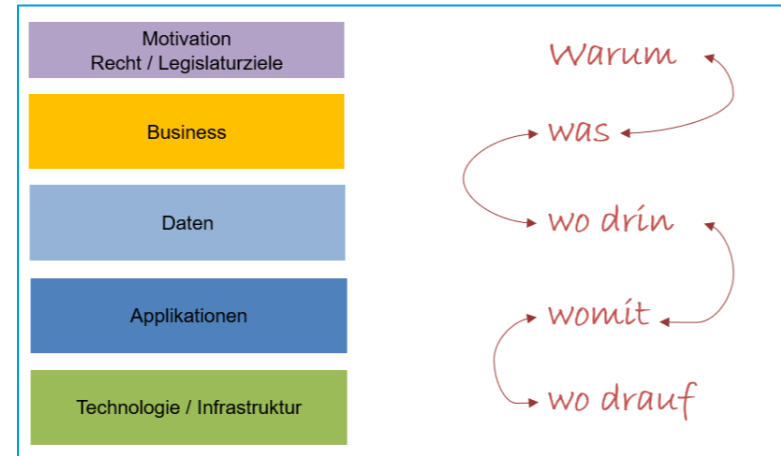 Motivation
Recht / Legislaturziele
Warum
Business
was
Daten
wo drin
Applikationen
womit
Technologie / Infrastruktur
wo drauf